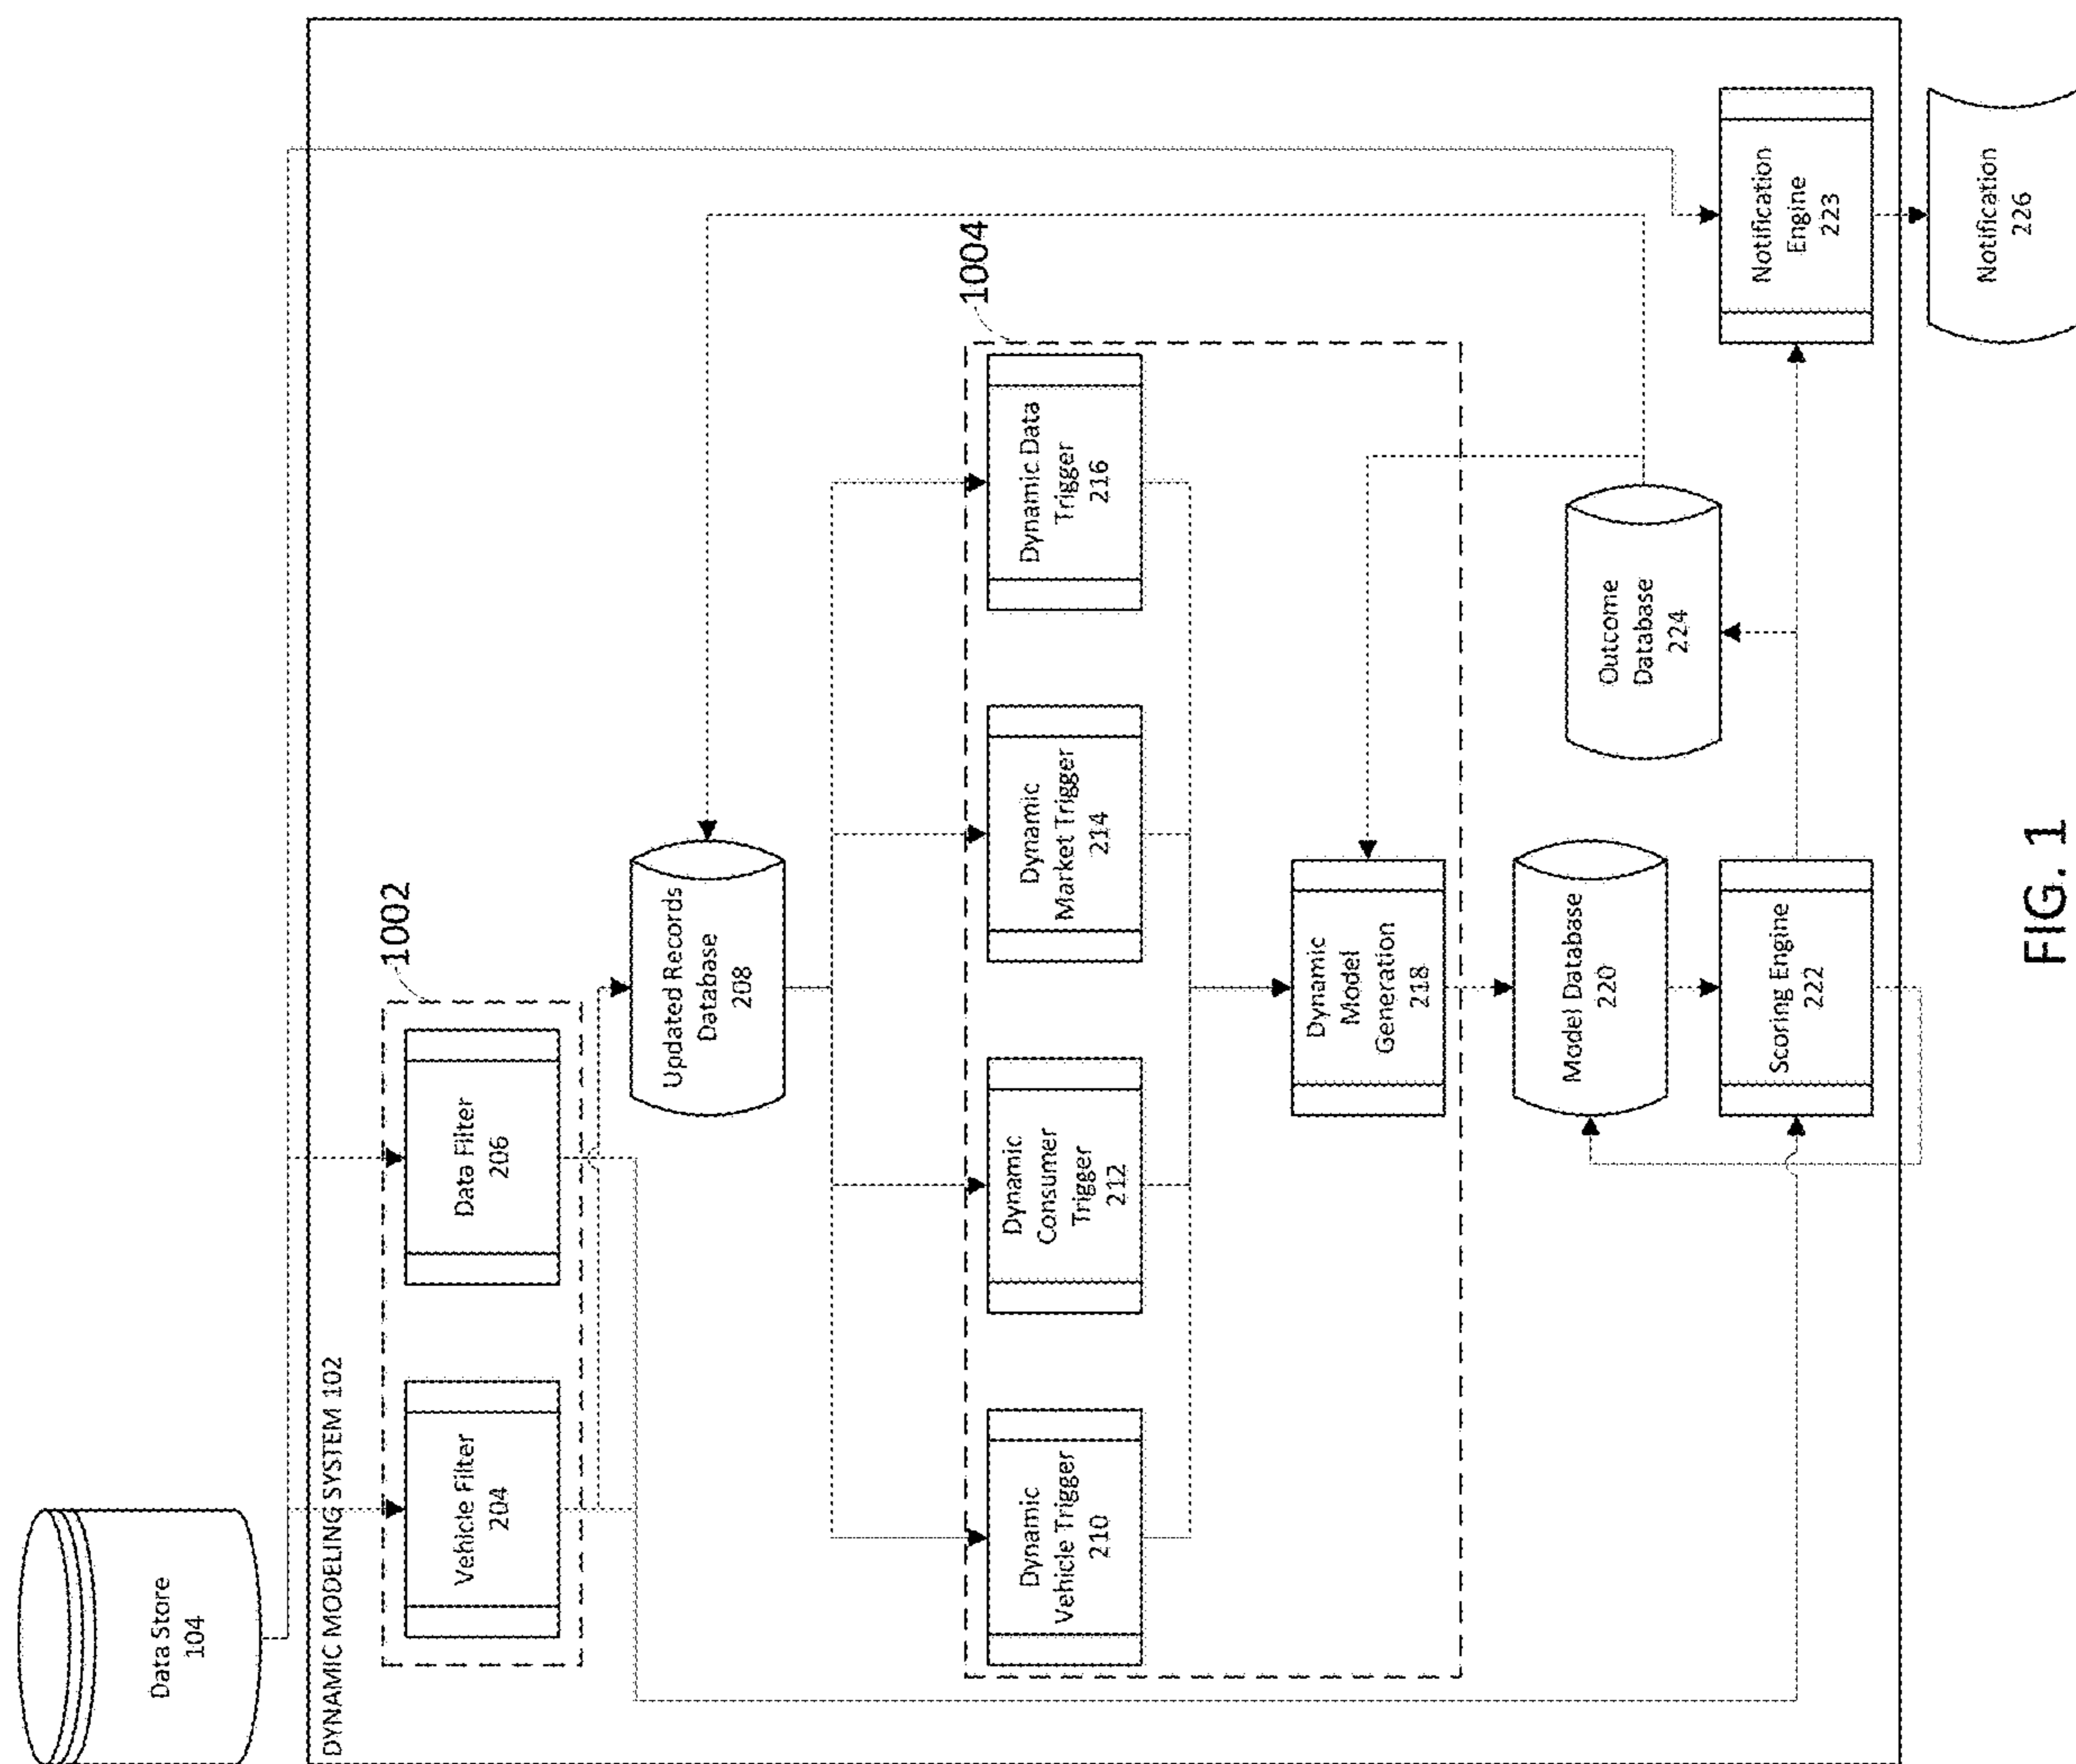 Data Store
104
DYNAMIC MODELING SYSTEM 102
1002
Vehicle Filter
204
Data Filter
206
Updated Records
Database
208
1004
Dynamic
Vehicle Trigger
210
Dynamic
Consumer
Trigger
212
Dynamic
Market Trigger
214
Dynamic Data
Trigger
216
Dynamic
Model
Generation
218
Model Database
220
Outcome
Database
224
Scoring Engine
222
Notification
Engine
223
Notification
226
FIG. 1